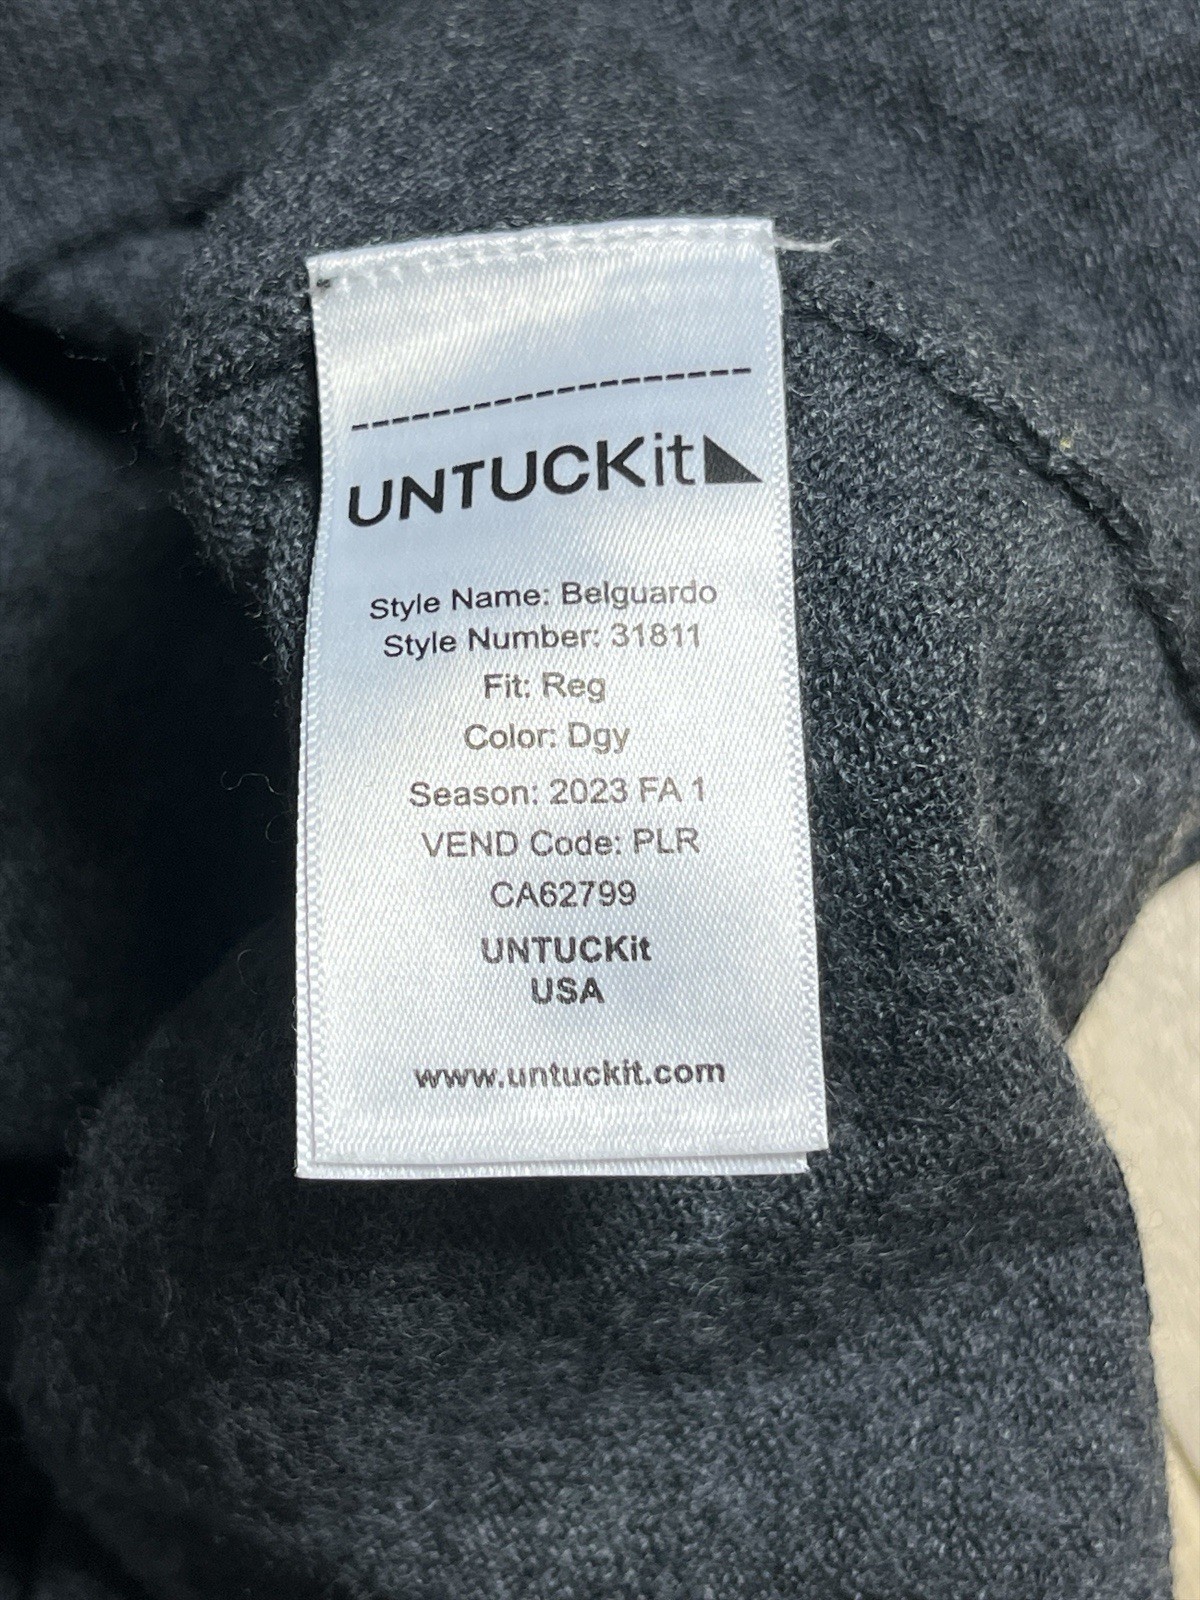 UNTUCKit
Style Name: Belguardo
Style Number: 31811
Fit: Reg
Color: Dgy
Season: 2023 FA 1
VEND Code: PLR
CA62799
UNTUCKit
USA
www.untuckit.com